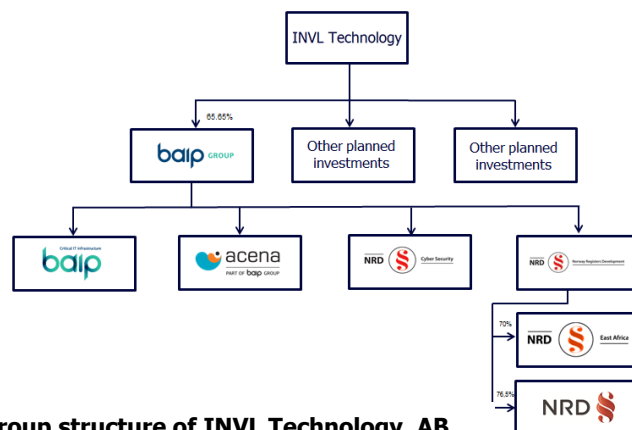 INVL Technology
65.65%
baip GROUP
Other planned
investments
Other planned
investments
Critical IT infrastructure
baip
acena
PART OF baip GROUP
NRD Cyber Security
NRD Norway Registers Development
70%
NRD East Africa
76,5%
NRD
roup structure of INVL Technology, AB